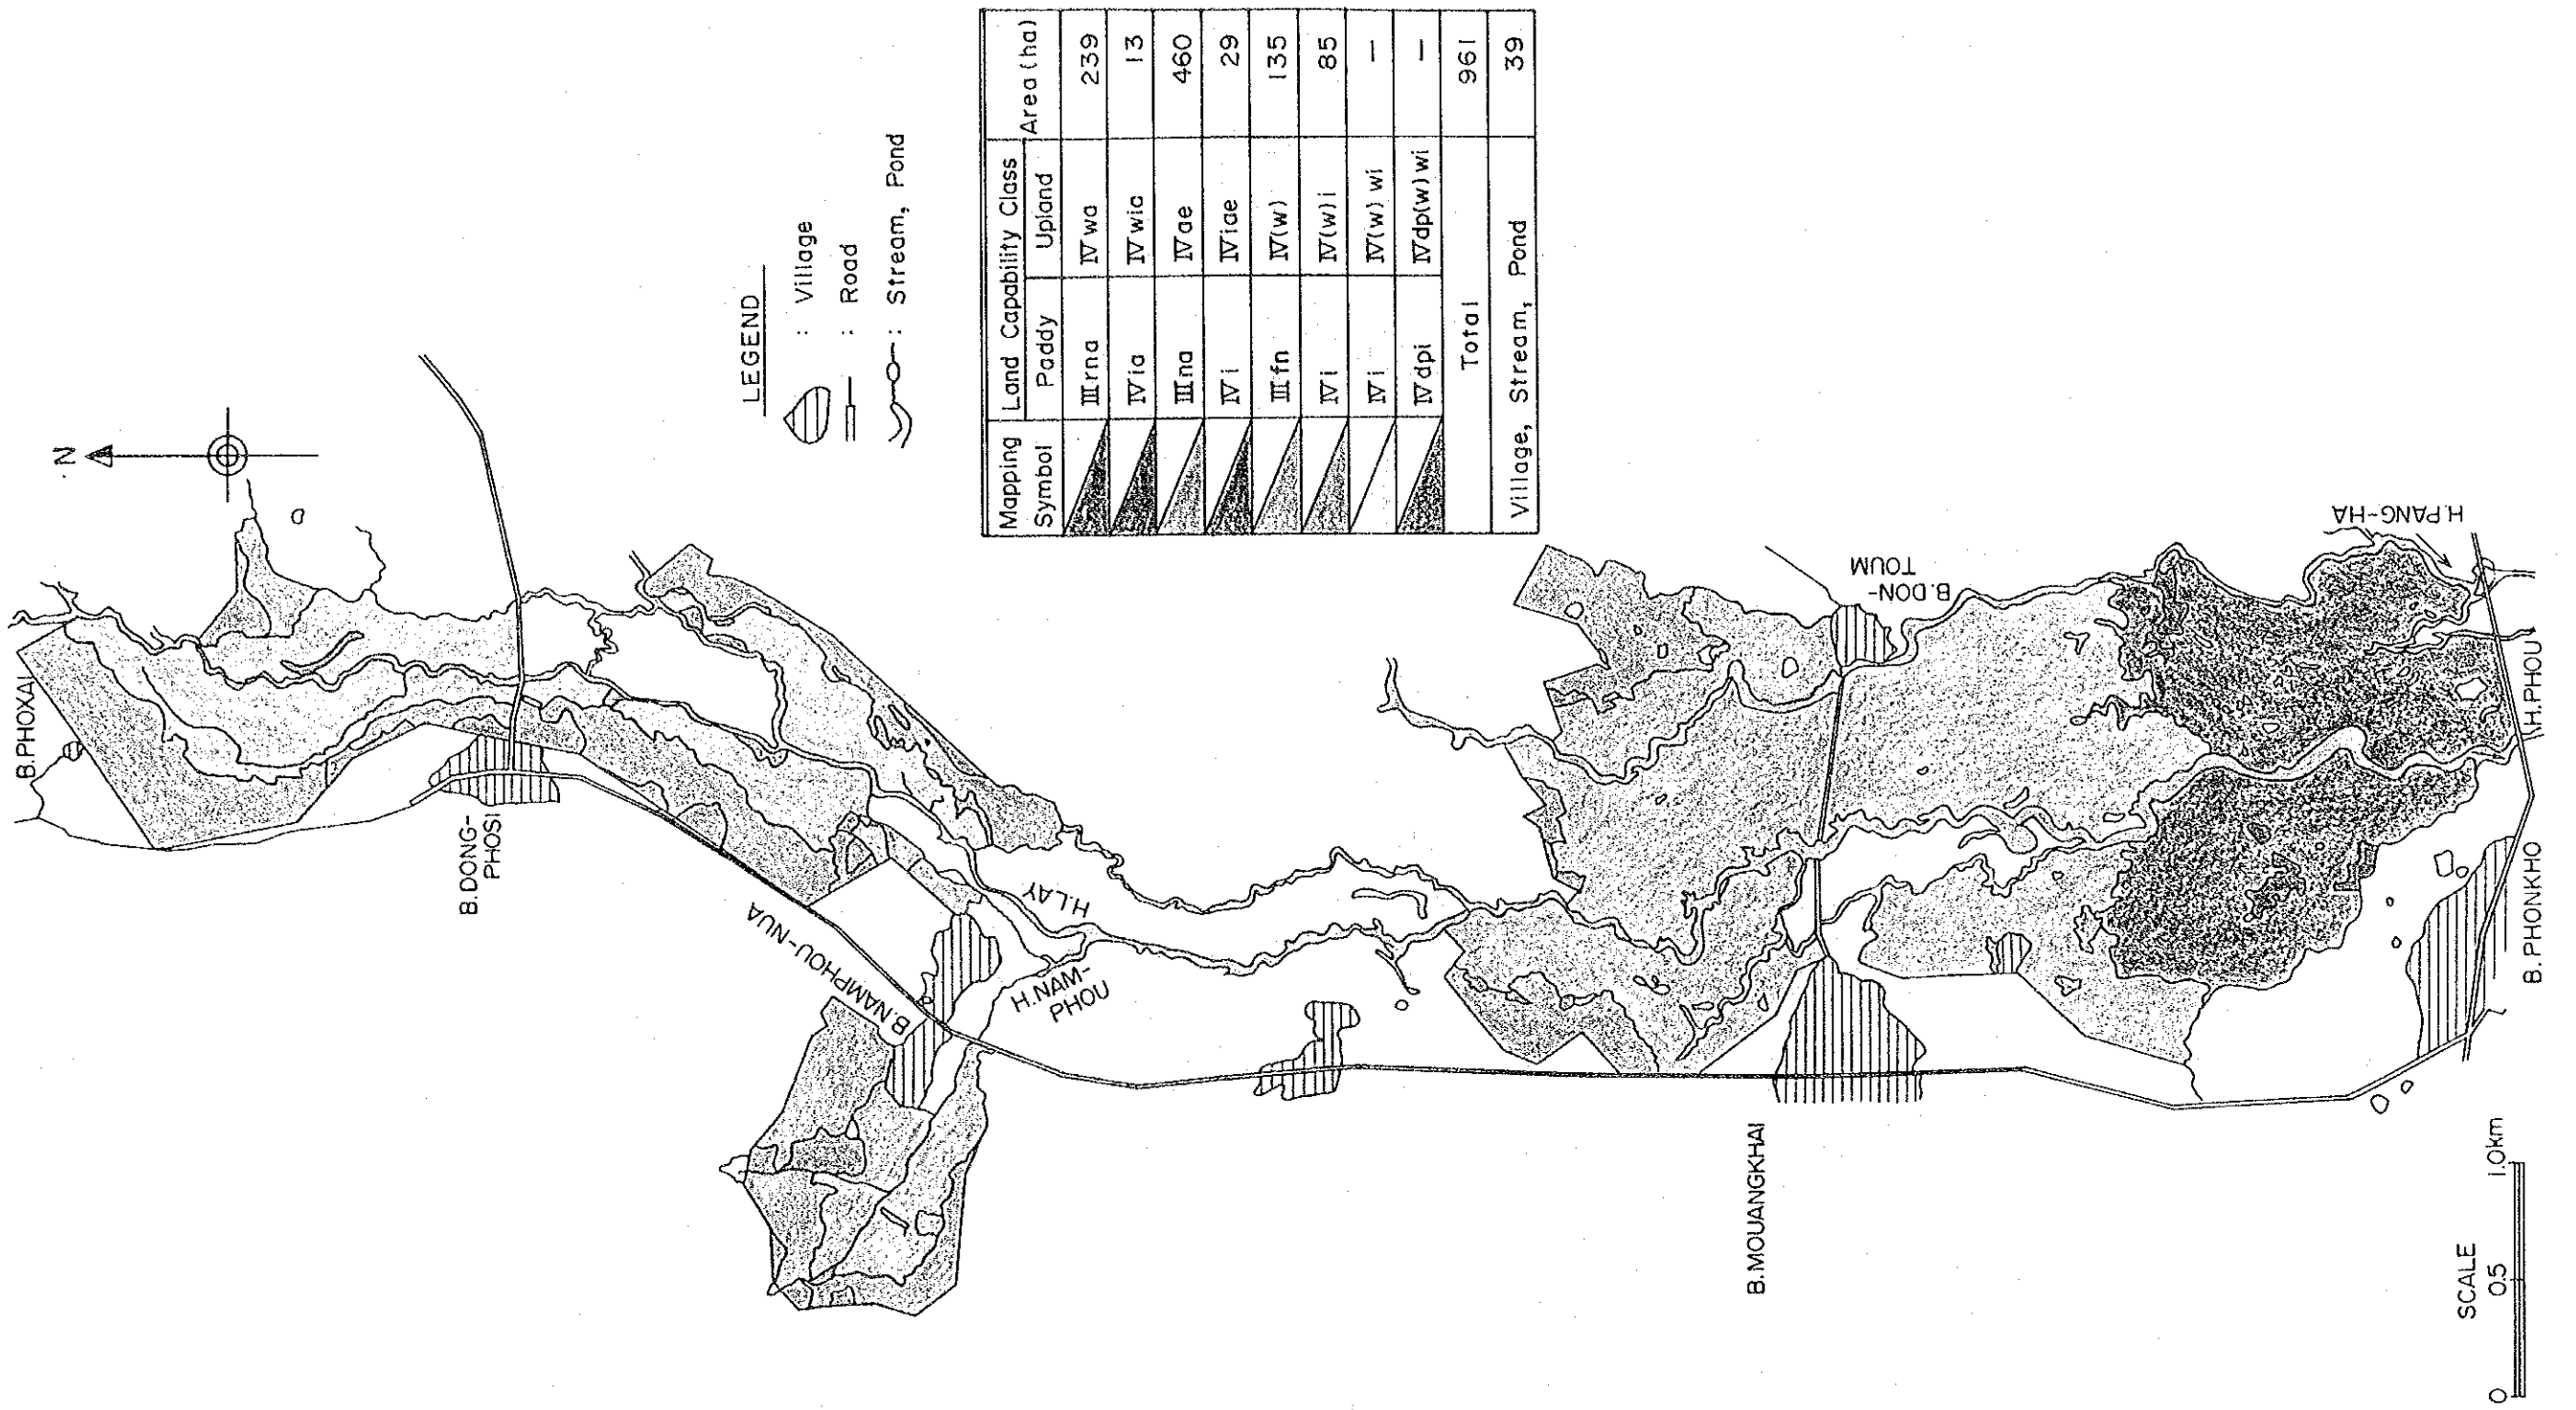 LEGEND
: Village
: Road
: Stream, Pond
Mapping Symbol | Land Capability Class | Area (ha)
Paddy | Upland
Ⅲrna | Ⅳwa | 239
Ⅳia | Ⅳwia | 13
Ⅲna | Ⅳae | 460
Ⅳi | Ⅳiae | 29
Ⅲfn | Ⅳ(w) | 135
Ⅳi | Ⅳ(w)i | 85
Ⅳi | Ⅳ(w)wi | —
Ⅳdpi | Ⅳdp(w)wi | —
Total | 961
Village, Stream, Pond | 39
N
B.PHOXAI
B.DONG-
PHOSI
B.NAMPHOU-NUA
H.LAY
H.NAM-
PHOU
B.DON-
TOUM
B.MOUANGKHAI
H.PANG-HA
H.PHOU
B.PHONKHO
SCALE
0 0.5 1.0km